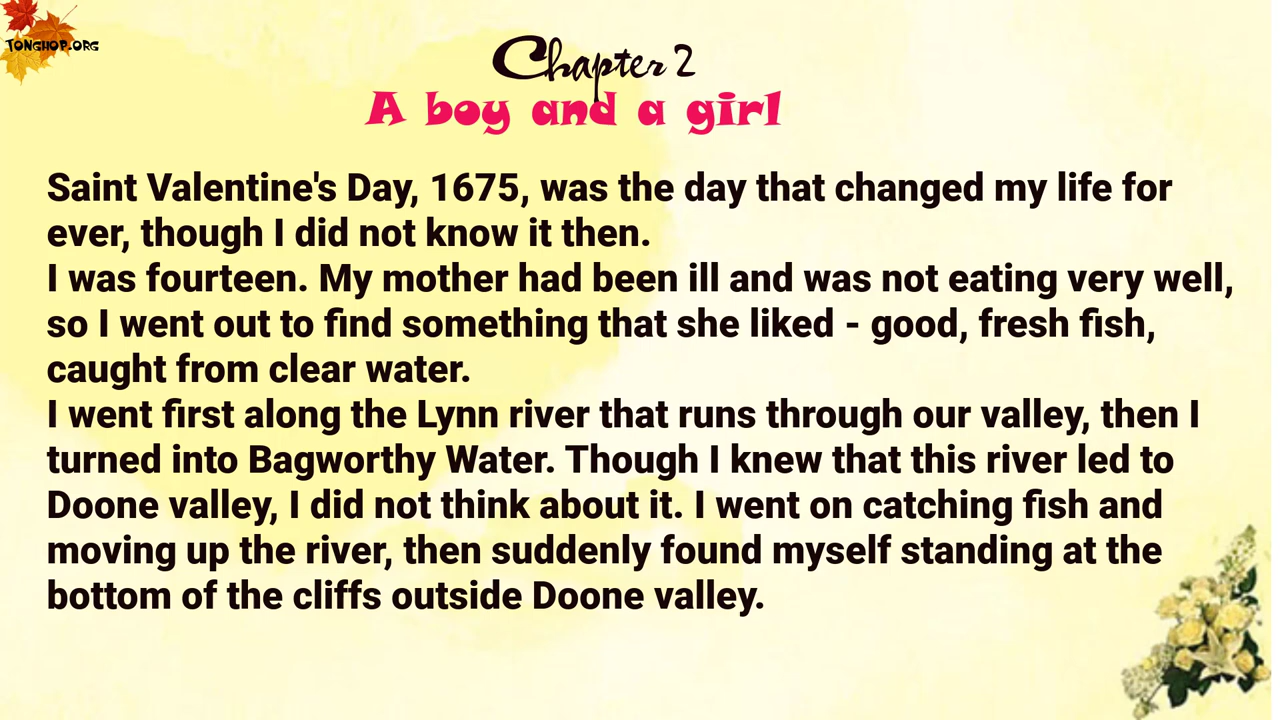 TONGHOP.ORG
Chapter 2
A boy and a girl
Saint Valentine's Day, 1675, was the day that changed my life for
ever, though I did not know it then.
I was fourteen. My mother had been ill and was not eating very well,
so I went out to find something that she liked - good, fresh fish,
caught from clear water.
I went first along the Lynn river that runs through our valley, then I
turned into Bagworthy Water. Though I knew that this river led to
Doone valley, I did not think about it. I went on catching fish and
moving up the river, then suddenly found myself standing at the
bottom of the cliffs outside Doone valley.